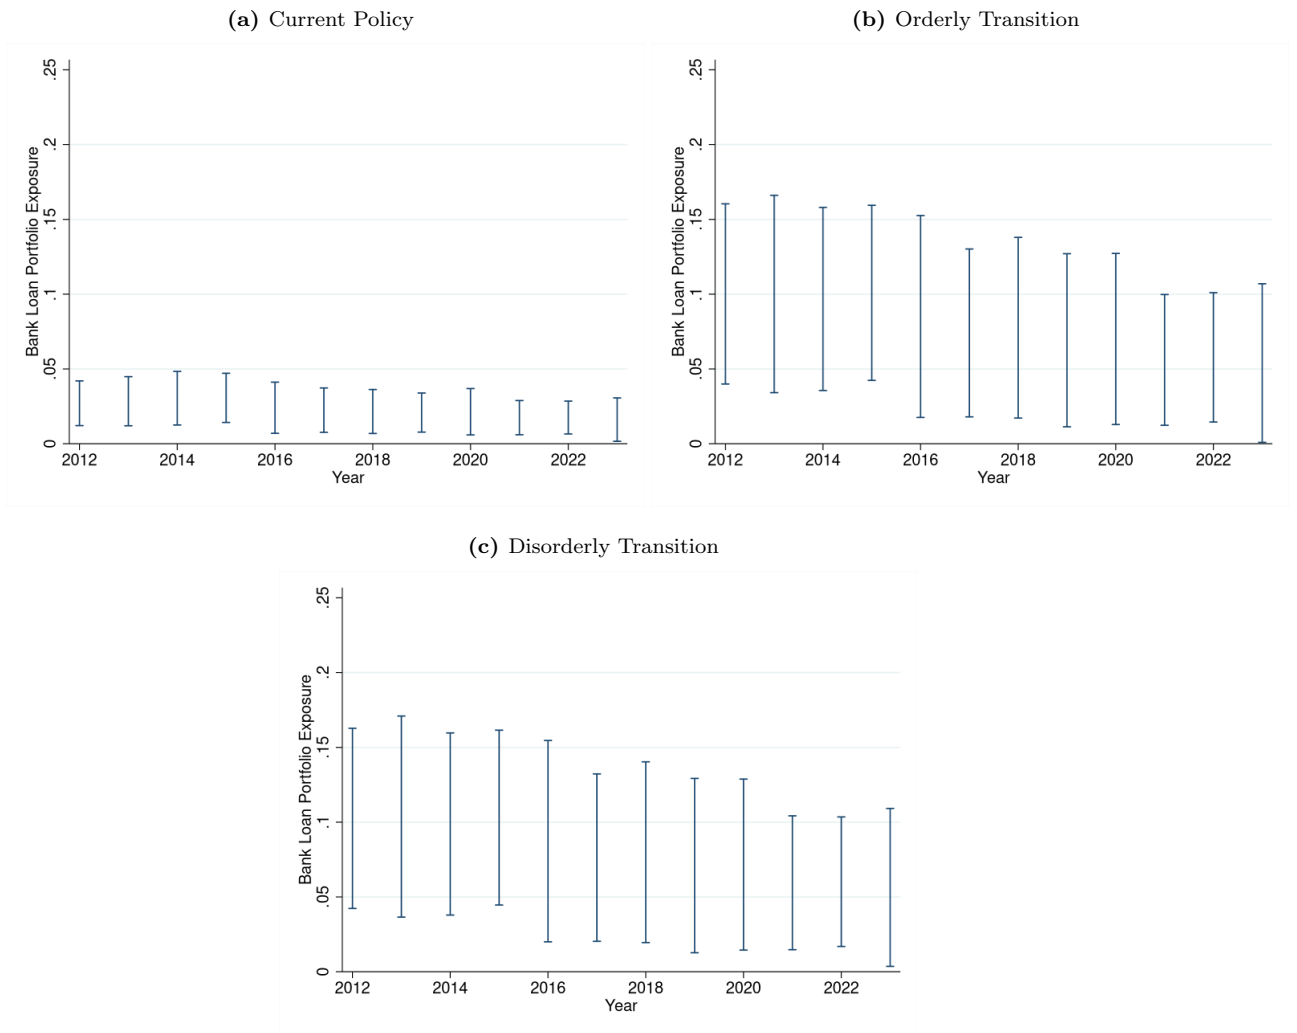 (a) Current Policy
(b) Orderly Transition
Bank Loan Portfolio Exposure
.25
.2
.15
.1
.05
0
2012 2014 2016 2018 2020 2022
Year
Bank Loan Portfolio Exposure
.25
.2
.15
.1
.05
0
2012 2014 2016 2018 2020 2022
Year
(c) Disorderly Transition
Bank Loan Portfolio Exposure
.25
.2
.15
.1
.05
0
2012 2014 2016 2018 2020 2022
Year